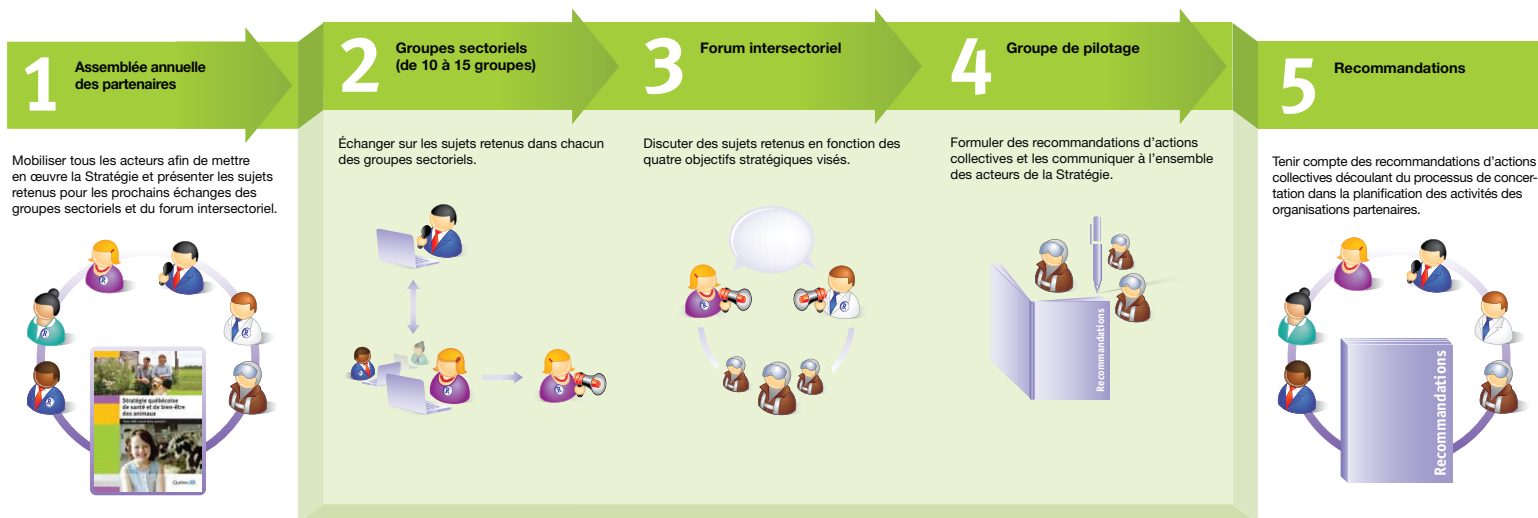 1
Assemblée annuelle
des partenaires
Mobiliser tous les acteurs afin de mettre
en œuvre la Stratégie et présenter les sujets
retenus pour les prochains échanges des
groupes sectoriels et du forum intersectoriel.
R
R
R
R
Stratégie québécoise
de santé et de bien-être
des animaux
Québec
2
Groupes sectoriels
(de 10 à 15 groupes)
Échanger sur les sujets retenus dans chacun
des groupes sectoriels.
R
R
R
3
Forum intersectoriel
Discuter des sujets retenus en fonction des
quatre objectifs stratégiques visés.
R
R
4
Groupe de pilotage
Formuler des recommandations d’actions
collectives et les communiquer à l’ensemble
des acteurs de la Stratégie.
Recommandations
5
Recommandations
Tenir compte des recommandations d’actions
collectives découlant du processus de concer-
tation dans la planification des activités des
organisations partenaires.
R
R
R
R
Recommandations